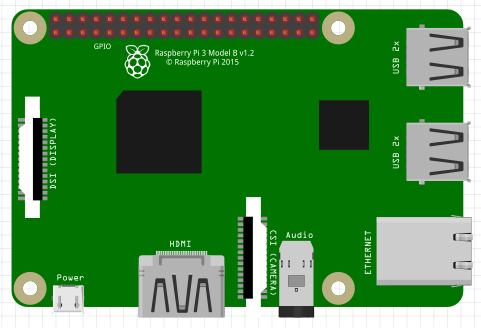 GPIO
Raspberry Pi 3 Model B v1.2
© Raspberry Pi 2015
USB 2x
DSI (DISPLAY)
USB 2x
HDMI
CSI (CAMERA)
Audio
ETHERNET
Power